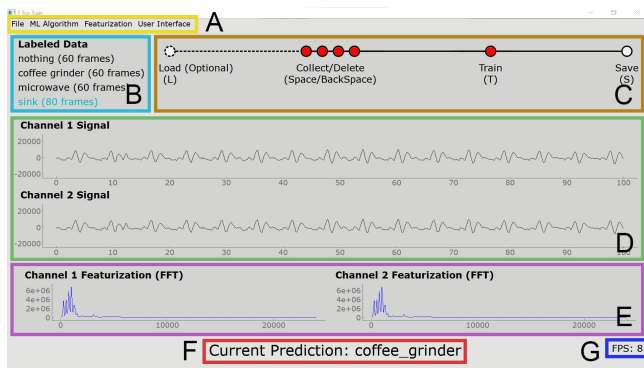 File ML Algorithm Featurization User Interface
A
Labeled Data
nothing (60 frames)
coffee grinder (60 frames)
microwave (60 frames)
sink (80 frames)
B
Load (Optional) Collect/Delete Train Save
(L) (Space/BackSpace) (T) (S)
C
Channel 1 Signal
20000
0
-20000
0 10 20 30 40 50 60 70 80 90 100
Channel 2 Signal
20000
0
-20000
0 10 20 30 40 50 60 70 80 90 100
D
Channel 1 Featurization (FFT) Channel 2 Featurization (FFT)
6e+06 6e+06
4e+06 4e+06
2e+06 2e+06
0 0
0 10000 20000 0 10000 20000
E
F Current Prediction: coffee_grinder G FPS: 8